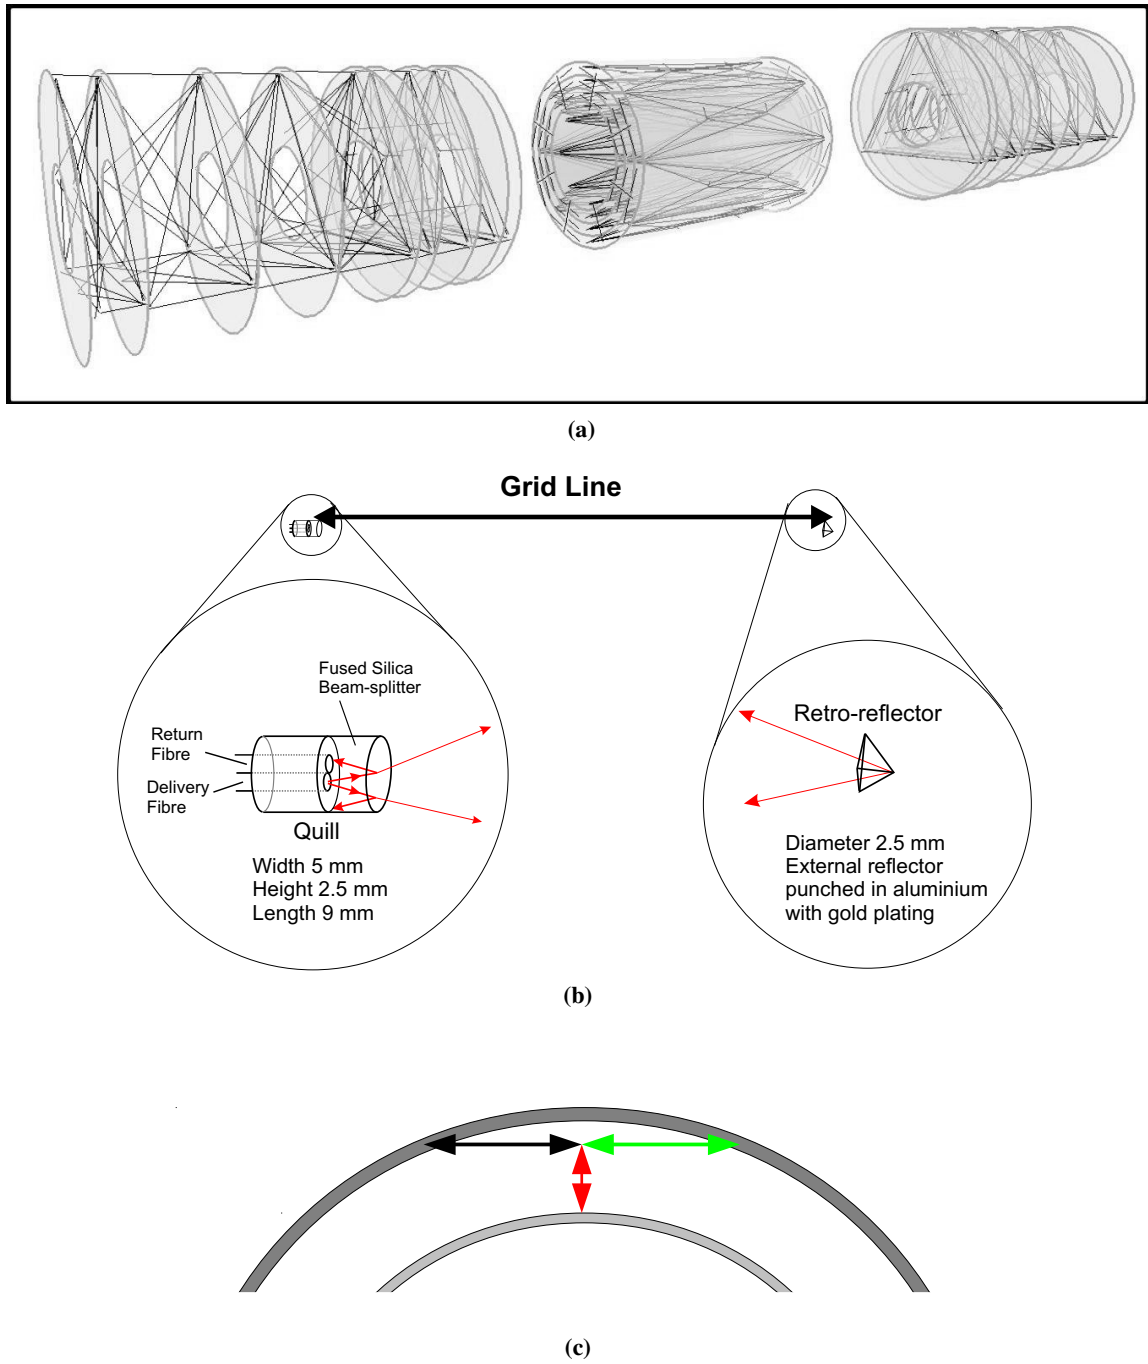 (a)
Grid Line
Fused Silica
Beam-splitter
Return
Fibre
Delivery
Fibre
Quill
Width 5 mm
Height 2.5 mm
Length 9 mm
Retro-reflector
Diameter 2.5 mm
External reflector
punched in aluminium
with gold plating
(b)
(c)